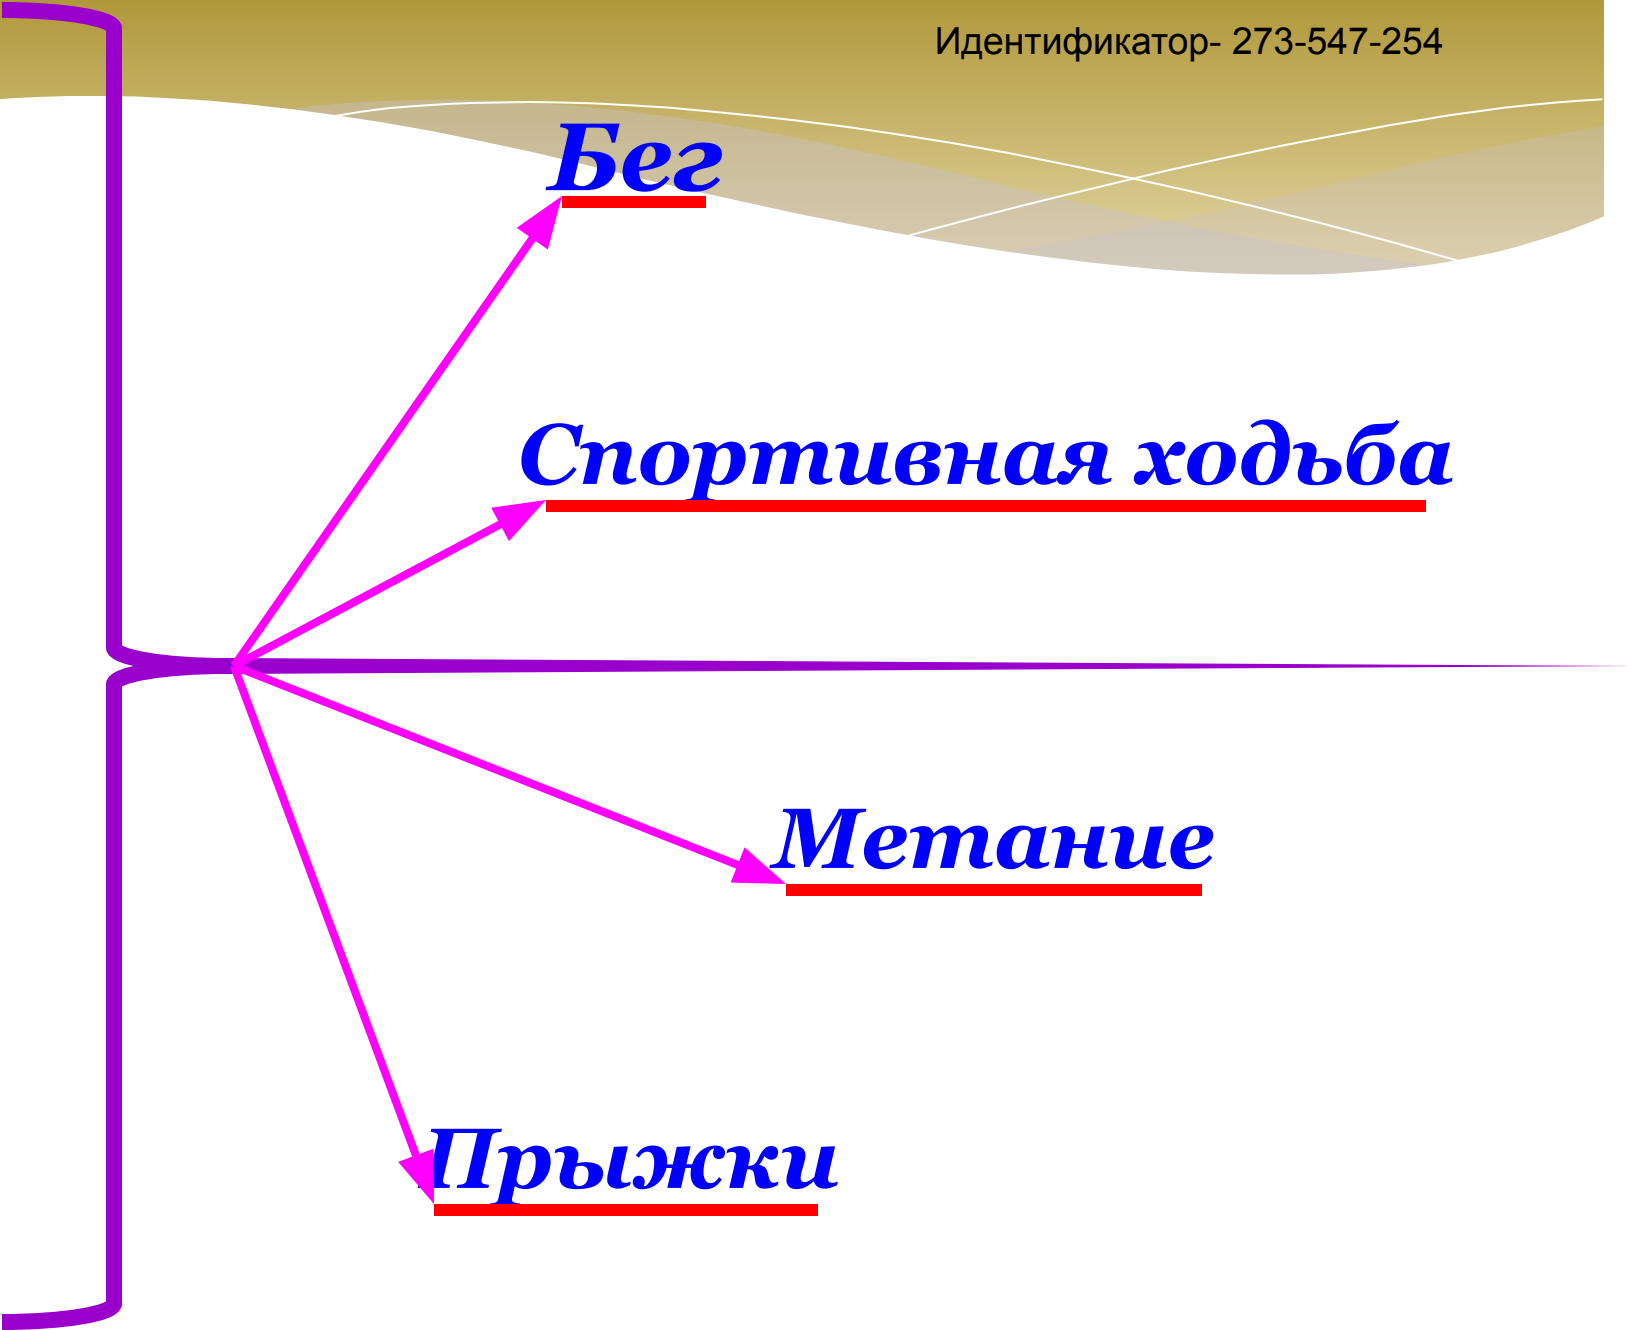 Идентификатор- 273-547-254
Бег
Спортивная ходьба
Метание
Прыжки